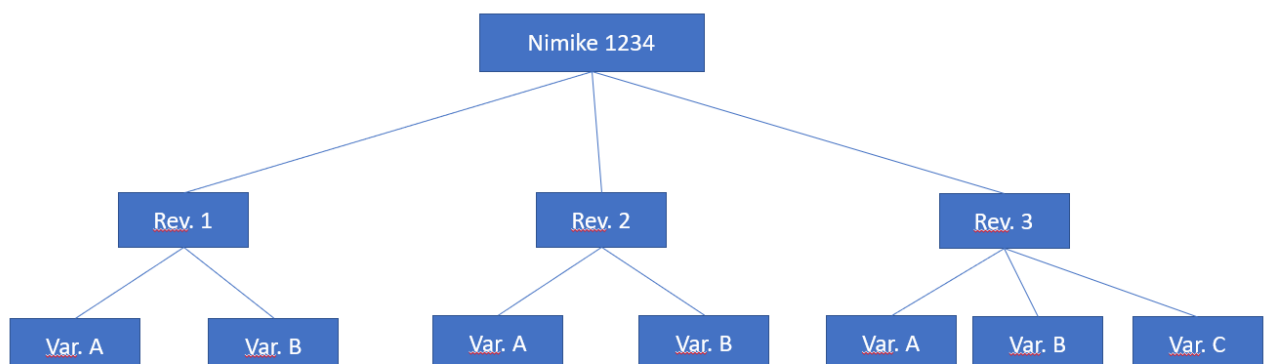 Nimike 1234
Rev. 1
Rev. 2
Rev. 3
Var. A
Var. B
Var. A
Var. B
Var. A
Var. B
Var. C